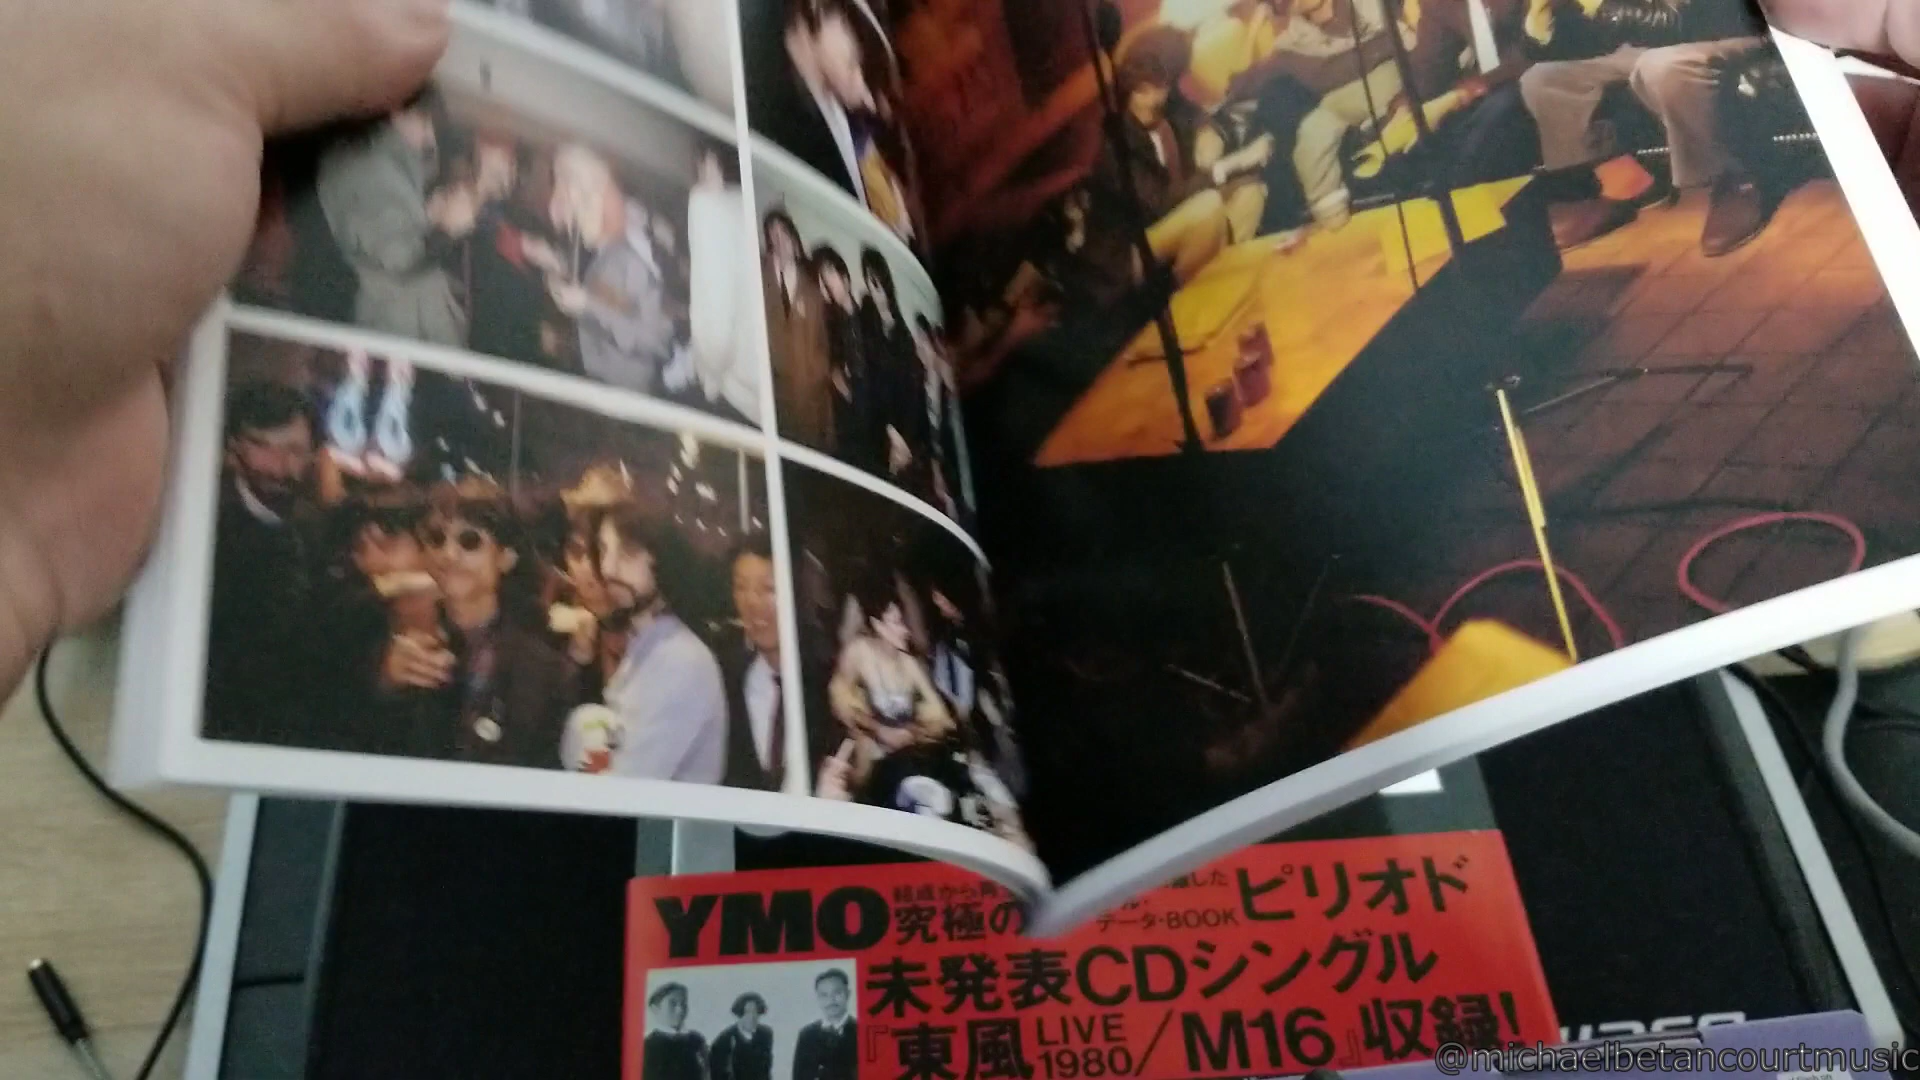 YMO
究極の
データ・BOOK
ピリオド
未発表CDシングル
『東風 LIVE 1980/M16』収録!
@michaelbetancourtmusic